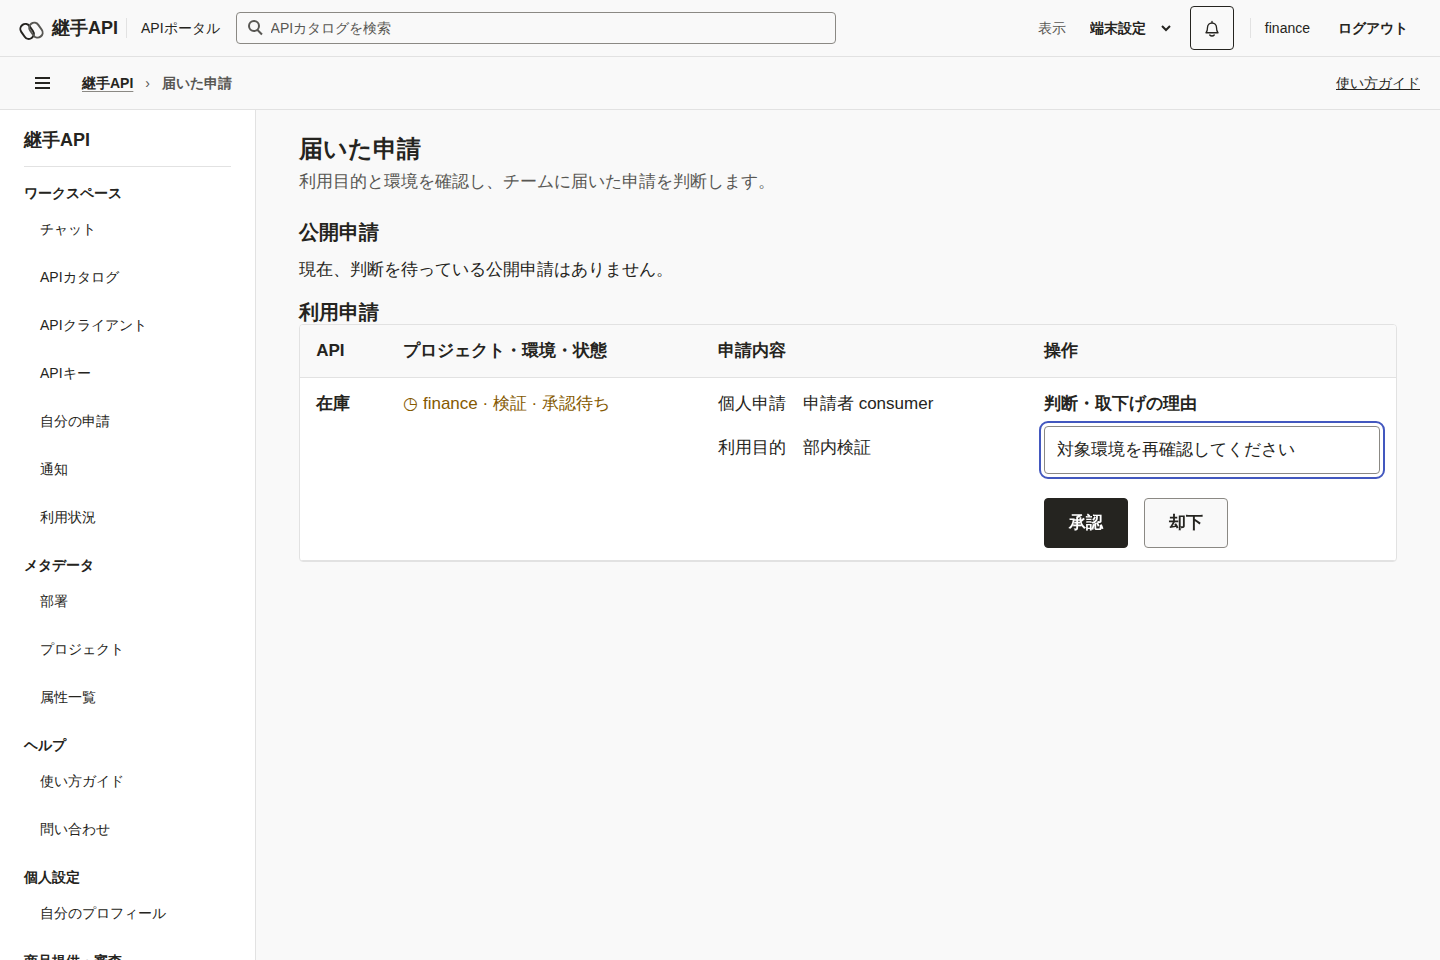 継手API
APIポータル
APIカタログを検索
表示
端末設定
finance
ログアウト
継手API › 届いた申請
使い方ガイド
継手API
ワークスペース
チャット
APIカタログ
APIクライアント
APIキー
自分の申請
通知
利用状況
メタデータ
部署
プロジェクト
属性一覧
ヘルプ
使い方ガイド
問い合わせ
個人設定
自分のプロフィール
届いた申請
利用目的と環境を確認し、チームに届いた申請を判断します。
公開申請
現在、判断を待っている公開申請はありません。
利用申請
API プロジェクト・環境・状態 申請内容 操作
在庫
finance · 検証 · 承認待ち
個人申請 申請者 consumer
利用目的 部内検証
判断・取下げの理由
対象環境を再確認してください
承認 却下